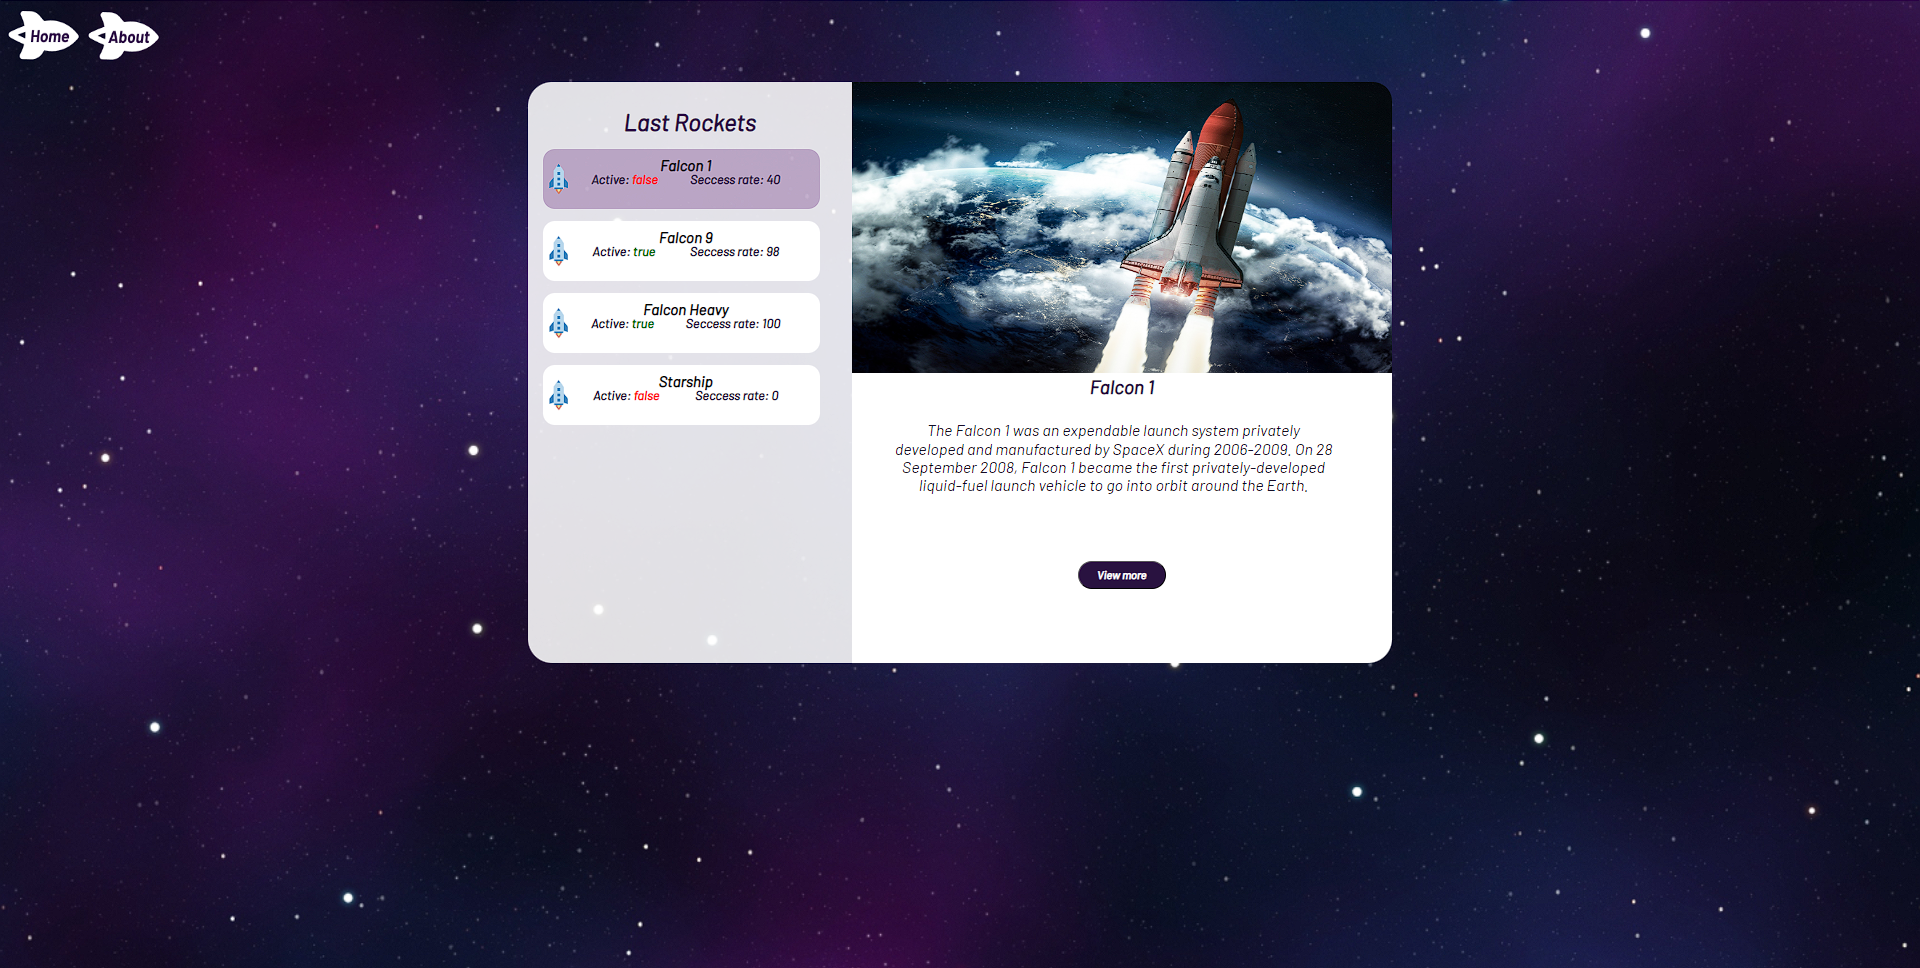 Home
About
Last Rockets
Falcon 1
Active: false Seccess rate: 40
Falcon 9
Active: true Seccess rate: 98
Falcon Heavy
Active: true Seccess rate: 100
Starship
Active: false Seccess rate: 0
Falcon 1
The Falcon 1 was an expendable launch system privately
developed and manufactured by SpaceX during 2006-2009. On 28
September 2008, Falcon 1 became the first privately-developed
liquid-fuel launch vehicle to go into orbit around the Earth.
View more